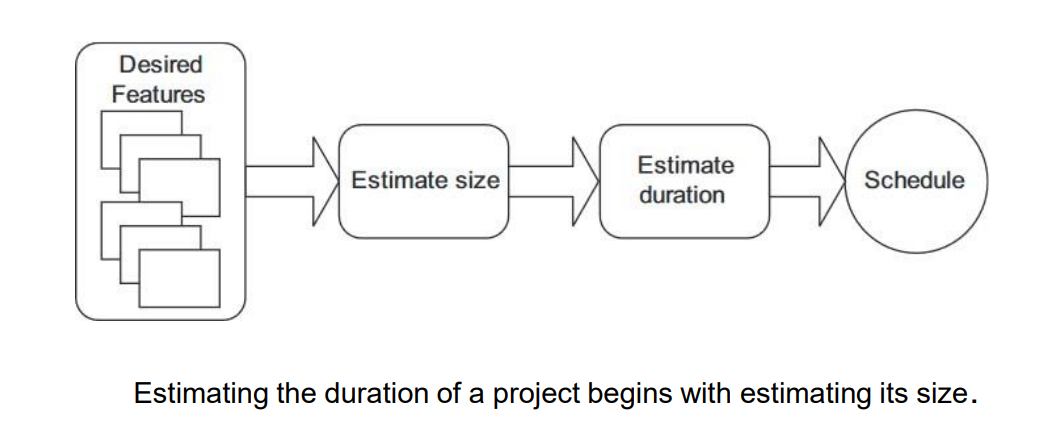 Desired
Features
Estimate size
Estimate
duration
Schedule
Estimating the duration of a project begins with estimating its size.